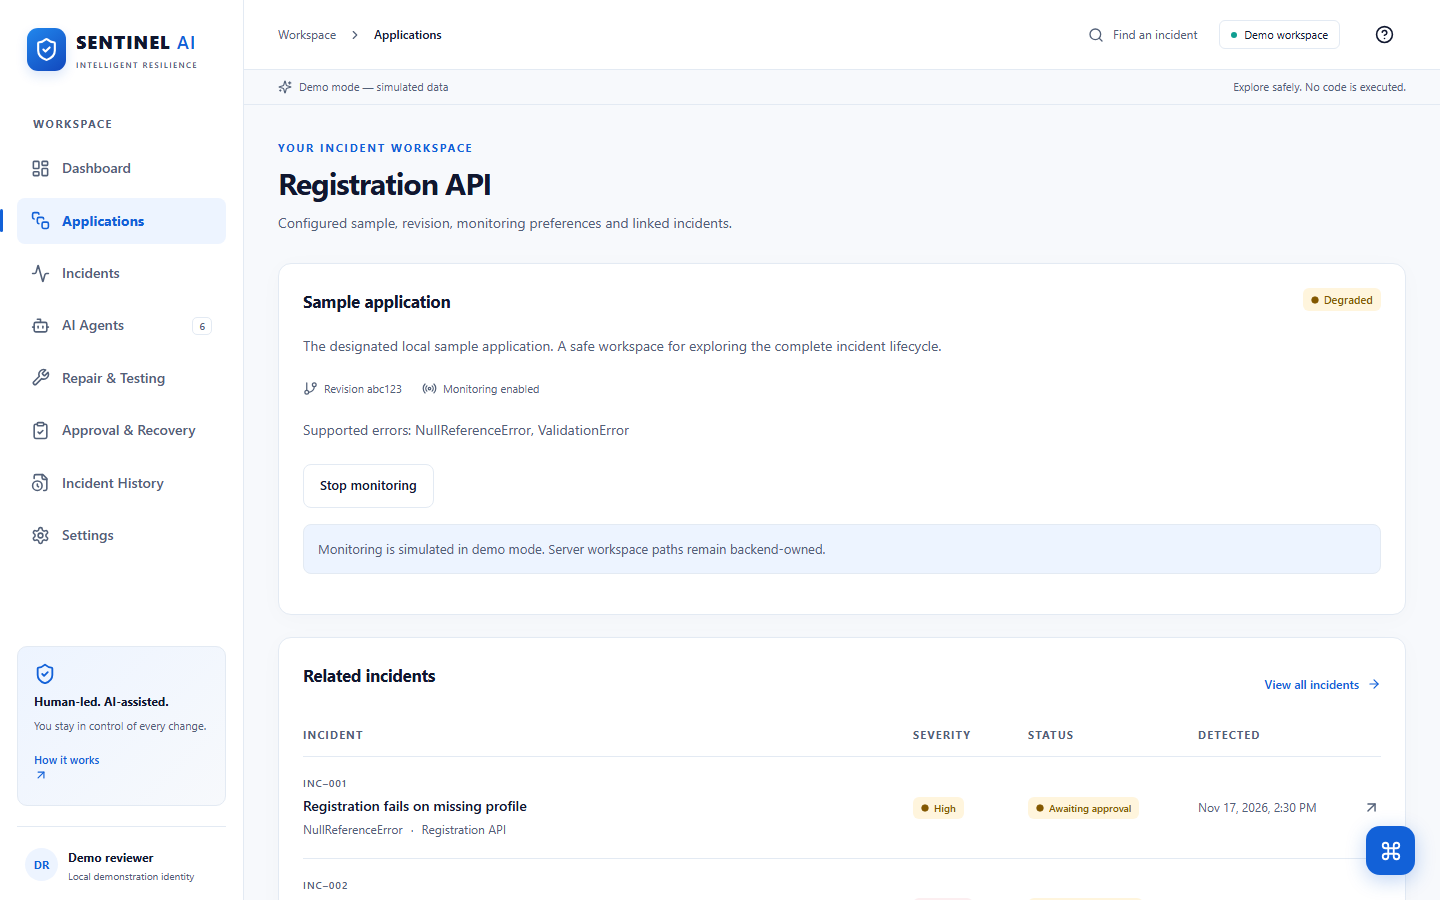 SENTINEL AI
INTELLIGENT RESILIENCE
WORKSPACE
Dashboard
Applications
Incidents
AI Agents 6
Repair & Testing
Approval & Recovery
Incident History
Settings
Human-led. AI-assisted.
You stay in control of every change.
How it works
DR
Demo reviewer
Local demonstration identity
Workspace > Applications
Find an incident
Demo workspace
Demo mode — simulated data
Explore safely. No code is executed.
YOUR INCIDENT WORKSPACE
Registration API
Configured sample, revision, monitoring preferences and linked incidents.
Sample application
Degraded
The designated local sample application. A safe workspace for exploring the complete incident lifecycle.
Revision abc123 Monitoring enabled
Supported errors: NullReferenceError, ValidationError
Stop monitoring
Monitoring is simulated in demo mode. Server workspace paths remain backend-owned.
Related incidents
View all incidents →
INCIDENT SEVERITY STATUS DETECTED
INC-001
Registration fails on missing profile
NullReferenceError · Registration API
High Awaiting approval Nov 17, 2026, 2:30 PM
INC-002